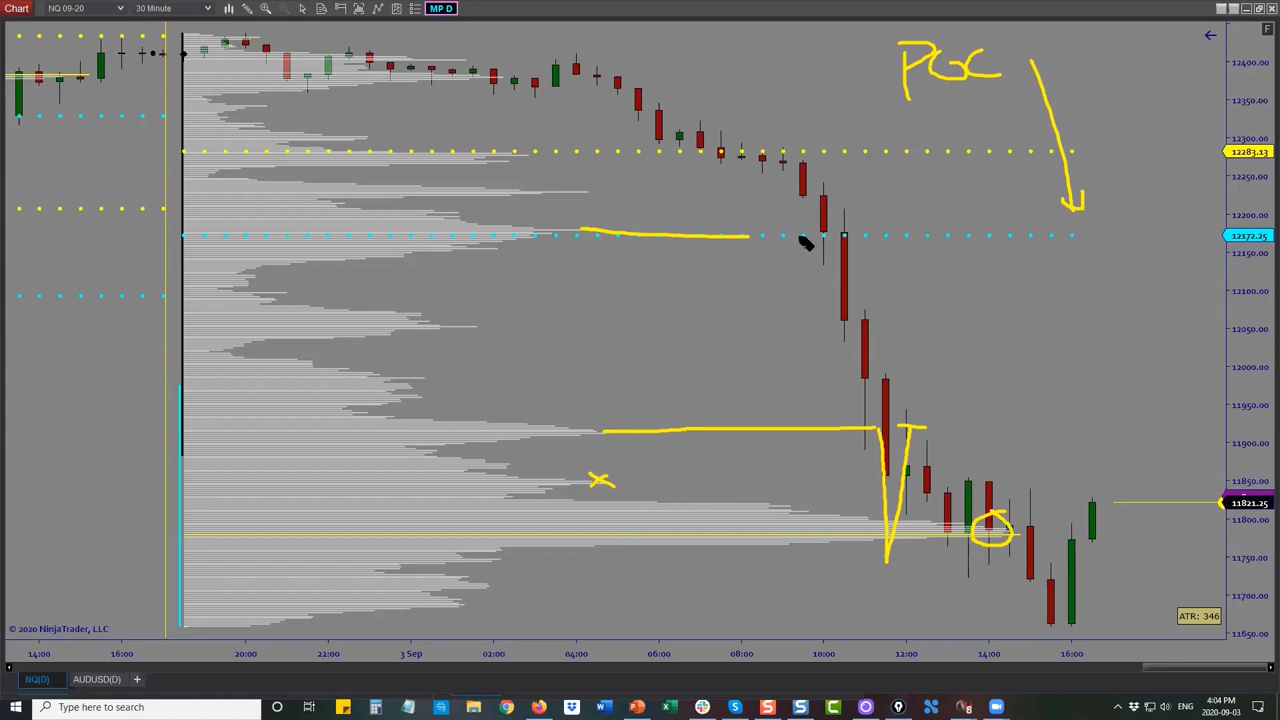 Chart
NQ 09-20
30 Minute
MP D
F
PGC
12400.00
12350.00
12300.00
12283.13
12250.00
12200.00
12172.25
12150.00
12100.00
12050.00
12000.00
11950.00
11900.00
11850.00
11821.25
11800.00
11750.00
11700.00
11650.00
ATR: 346
© 2020 NinjaTrader, LLC
14:00 16:00 20:00 22:00 3 Sep 02:00 04:00 06:00 08:00 10:00 12:00 14:00 16:00
NQ(D) AUDUSD(D) +
Type here to search
ENG
4:04 PM
2020-09-03